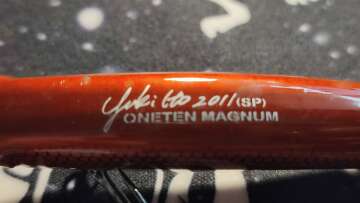 Yuki Ito 2011 (SP)
ONETEN MAGNUM